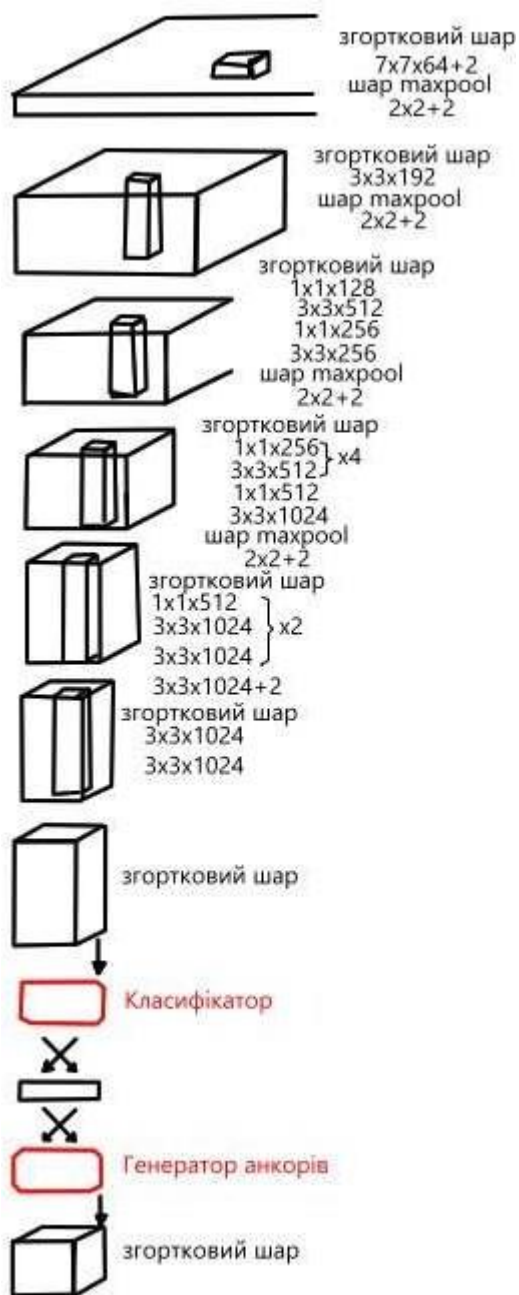 згортковий шар
7x7x64+2
шар maxpool
2x2+2
згортковий шар
3x3x192
шар maxpool
2x2+2
згортковий шар
1x1x128
3x3x512
1x1x256
3x3x256
шар maxpool
2x2+2
згортковий шар
1x1x256
3x3x512 x4
1x1x512
3x3x1024
шар maxpool
2x2+2
згортковий шар
1x1x512
3x3x1024 x2
3x3x1024
3x3x1024+2
згортковий шар
3x3x1024
3x3x1024
згортковий шар
Класифікатор
Генератор анкорів
згортковий шар